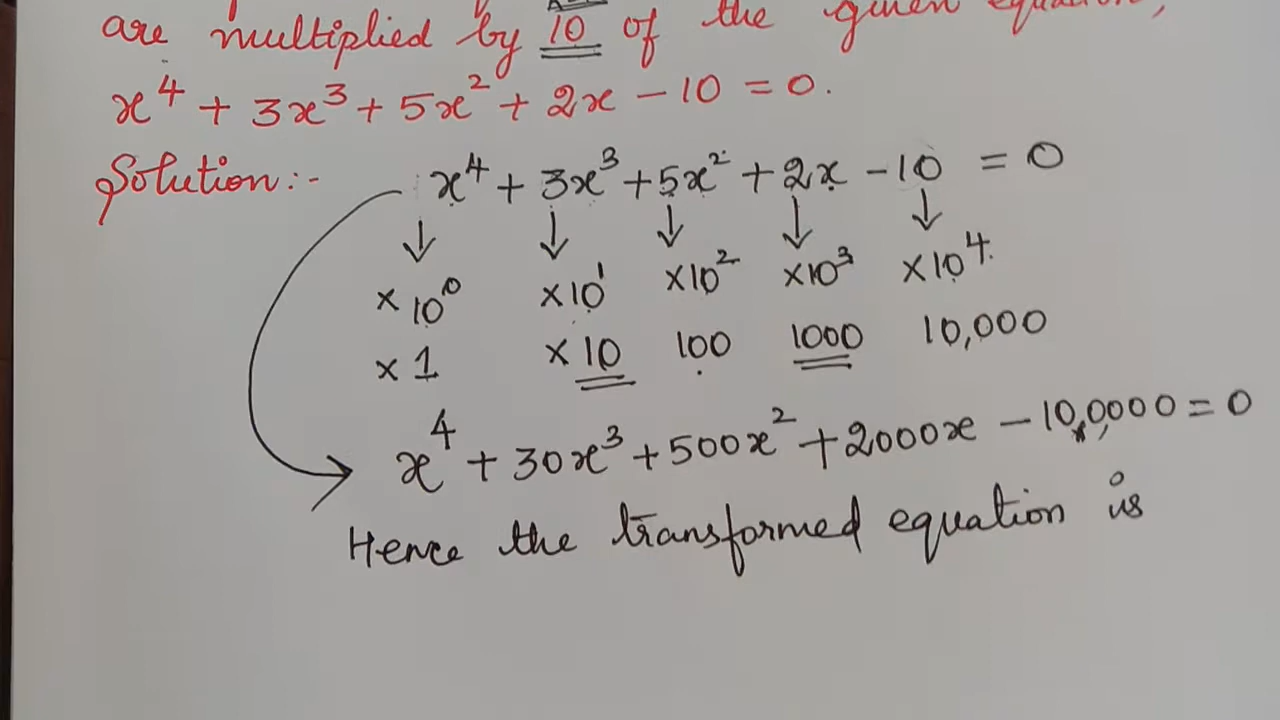 are multiplied by 10 of the given equation,
x⁴ + 3x³ + 5x² + 2x - 10 = 0.
Solution:- x⁴ + 3x³ + 5x² + 2x - 10 = 0
↓ ↓ ↓ ↓ ↓
×10⁰ ×10¹ ×10² ×10³ ×10⁴
×1 ×10 100 1000 10,000
x⁴ + 30x³ + 500x² + 2000x - 10,0000 = 0
Hence the transformed equation is